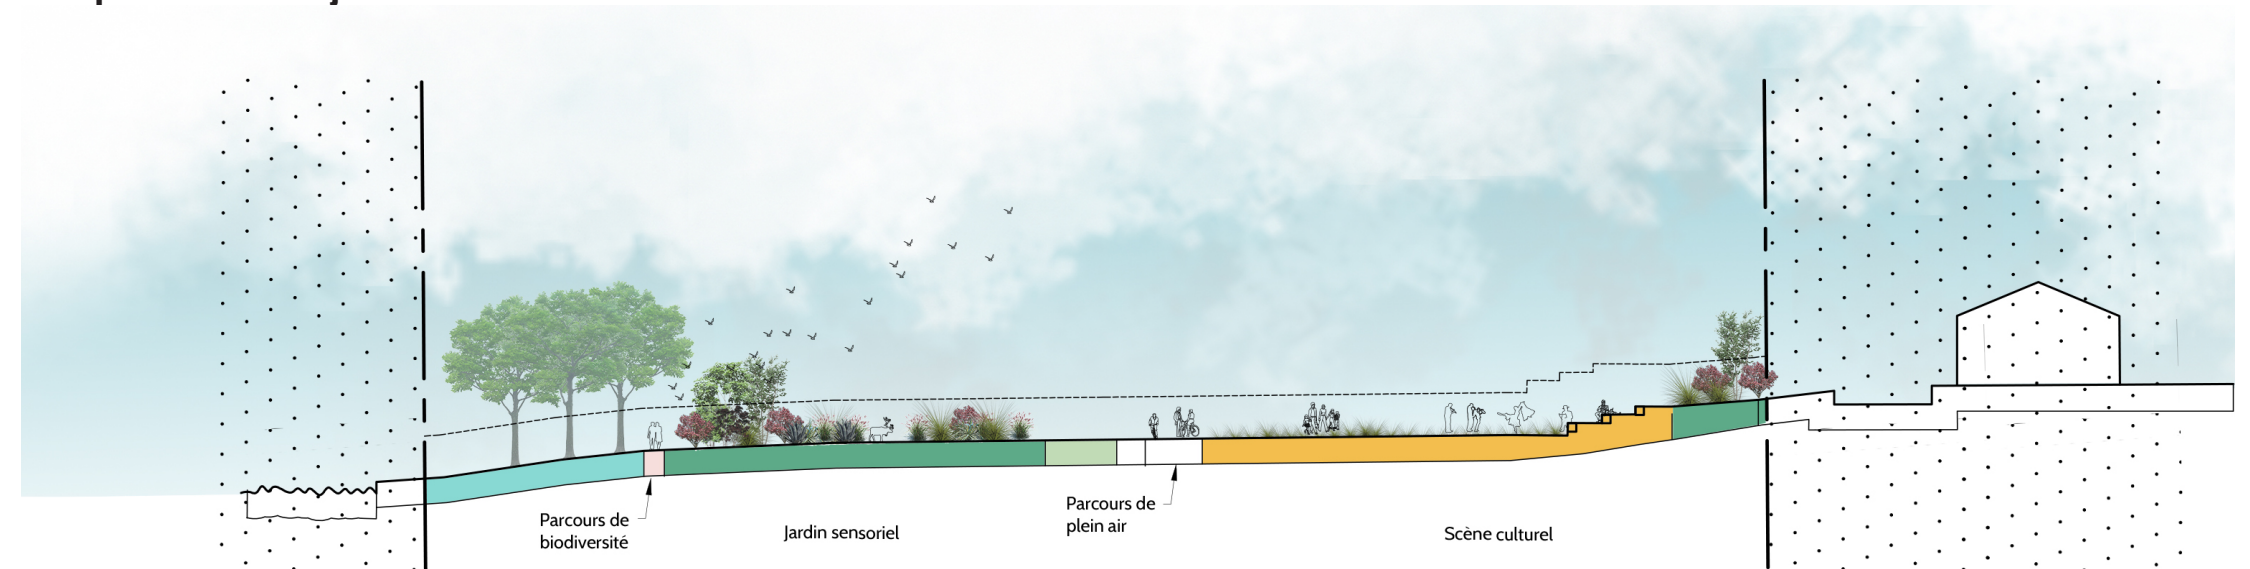 Parcours de
biodiversité
Jardin sensoriel
Parcours de
plein air
Scène culturel